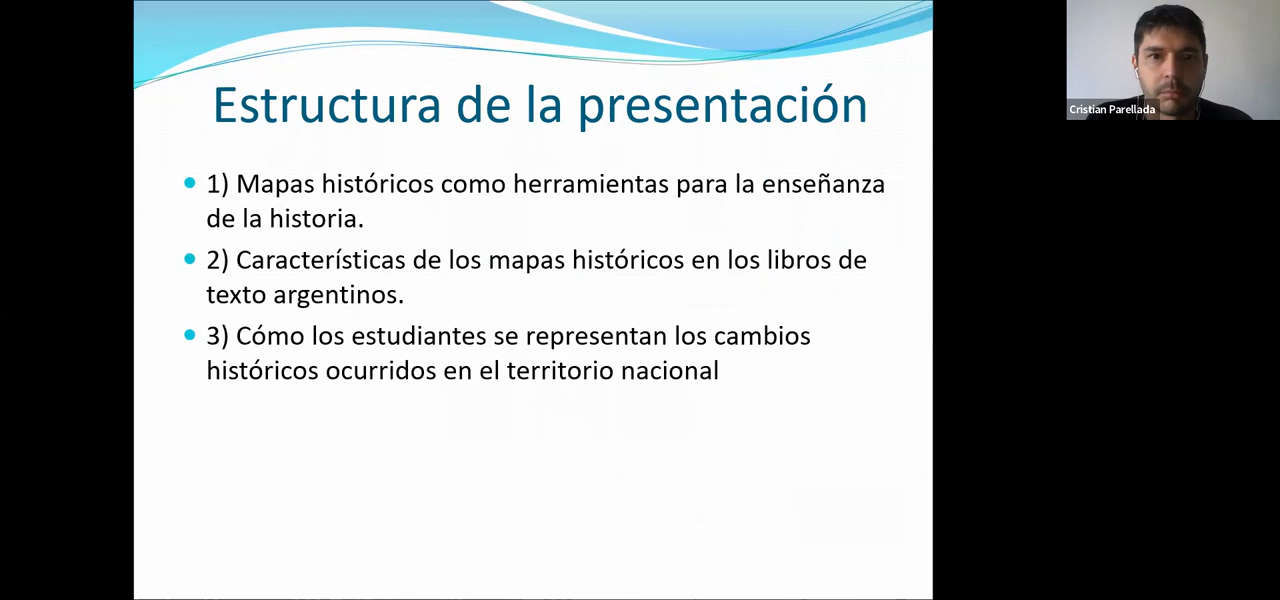 Estructura de la presentación
1) Mapas históricos como herramientas para la enseñanza
de la historia.
2) Características de los mapas históricos en los libros de
texto argentinos.
3) Cómo los estudiantes se representan los cambios
históricos ocurridos en el territorio nacional
Cristian Parellada